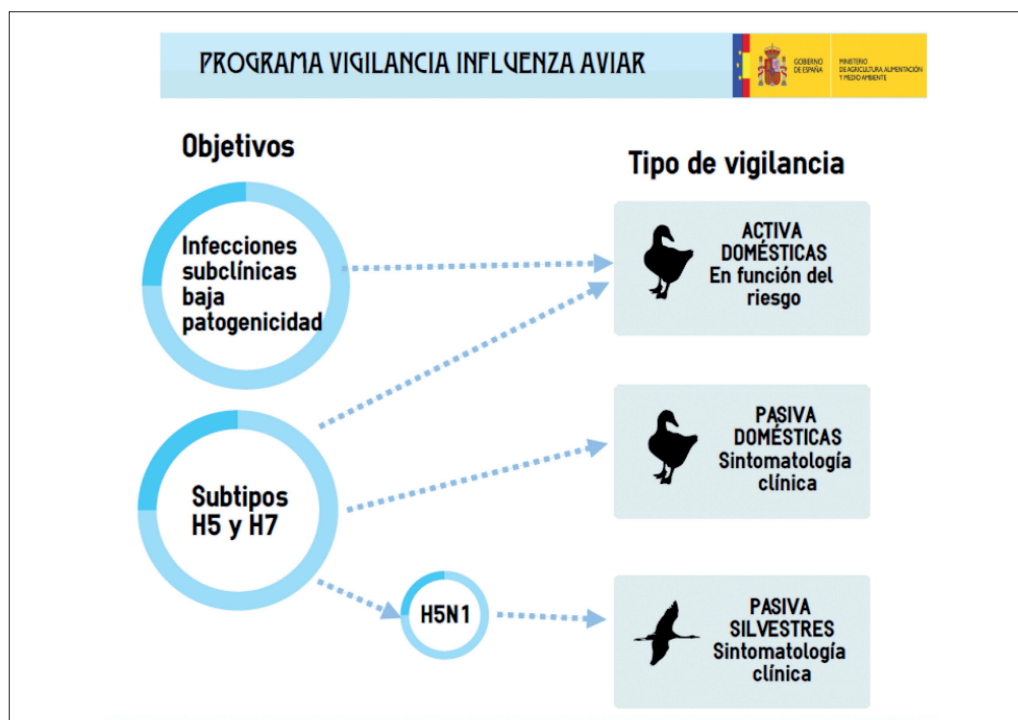 PROGRAMA VIGILANCIA INFLUENZA AVIAR
GOBIERNO
DE ESPAÑA
MINISTERIO
DE AGRICULTURA, ALIMENTACIÓN
Y MEDIO AMBIENTE
Objetivos
Tipo de vigilancia
Infecciones
subclínicas
baja
patogenicidad
ACTIVA
DOMÉSTICAS
En función del
riesgo
Subtipos
H5 y H7
PASIVA
DOMÉSTICAS
Sintomatología
clínica
H5N1
PASIVA
SILVESTRES
Sintomatología
clínica